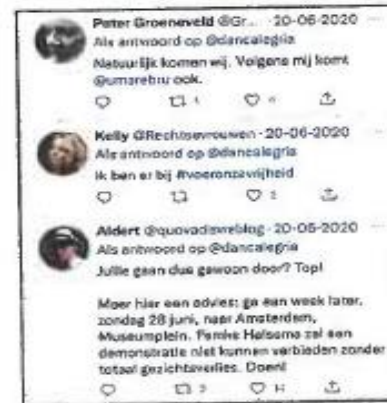 Peter Groeneveld @Gr... · 20-06-2020
Als antwoord op @dancalegria
Natuurlijk komen wij. Volgens mij komt
@umarebru ook.
Kelly @Rechtsevrouwen · 20-06-2020
Als antwoord op @dancalegria
Ik ben er bij #vooronzevrijheid
2
Aldert @quovadisweblog · 20-06-2020
Als antwoord op @dancalegria
Jullie gaan dus gewoon door? Top!
Maar hier een advies: ga een week later,
zondag 28 juni, naar Amsterdam,
Museumplein. Femke Halsema zal een
demonstratie niet kunnen verbieden zonder
totaal gezichtsverlies. Doen!